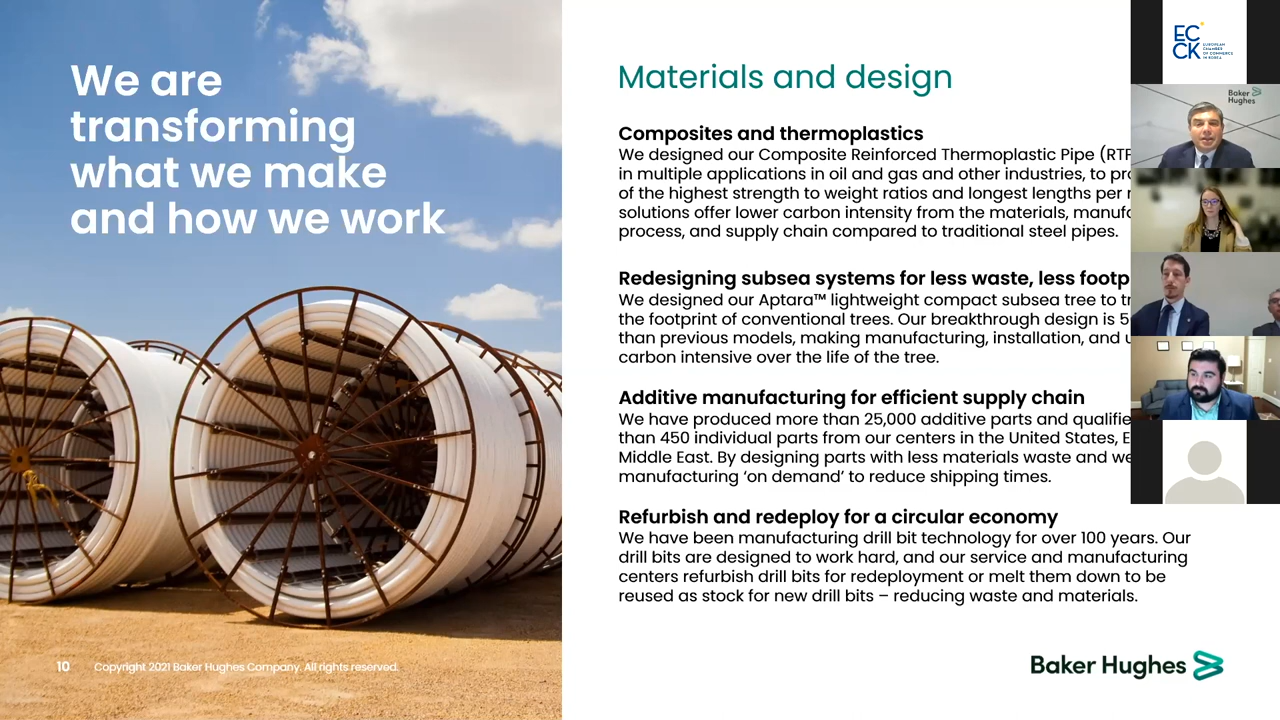 We are
transforming
what we make
and how we work
10 Copyright 2021 Baker Hughes Company. All rights reserved.
Materials and design
Composites and thermoplastics
We designed our Composite Reinforced Thermoplastic Pipe
in multiple applications in oil and gas and other industries, to
of the highest strength to weight ratios and longest lengths per
solutions offer lower carbon intensity from the materials,
process, and supply chain compared to traditional steel pipes.
Redesigning subsea systems for less waste, less
We designed our Aptara™ lightweight compact subsea tree to
the footprint of conventional trees. Our breakthrough design is
than previous models, making manufacturing, installation, and
carbon intensive over the life of the tree.
Additive manufacturing for efficient supply chain
We have produced more than 25,000 additive parts and
than 450 individual parts from our centers in the United States,
Middle East. By designing parts with less materials waste and
manufacturing ‘on demand’ to reduce shipping times.
Refurbish and redeploy for a circular economy
We have been manufacturing drill bit technology for over 100 years. Our
drill bits are designed to work hard, and our service and manufacturing
centers refurbish drill bits for redeployment or melt them down to be
reused as stock for new drill bits – reducing waste and materials.
Baker Hughes
EC
CK
EUROPEAN
CHAMBER
OF COMMERCE
IN KOREA
Baker
Hughes